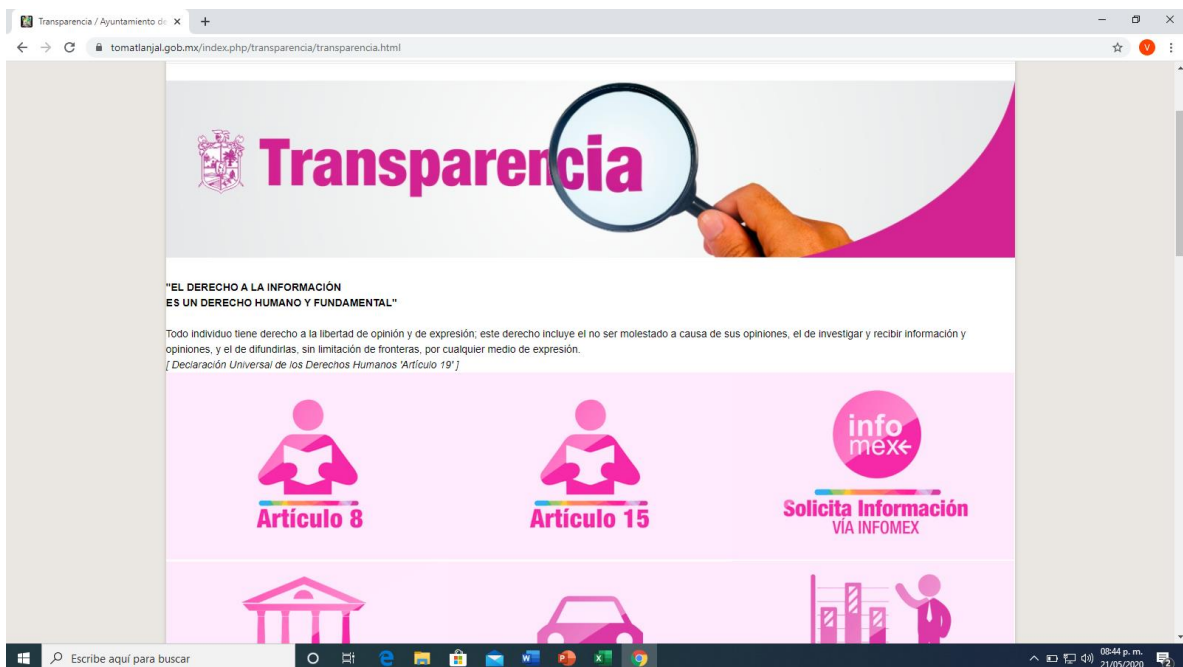 Transparencia / Ayuntamiento de
tomatlanjal.gob.mx/index.php/transparencia/transparencia.html
V
Transparencia
"EL DERECHO A LA INFORMACIÓN
ES UN DERECHO HUMANO Y FUNDAMENTAL"
Todo individuo tiene derecho a la libertad de opinión y de expresión; este derecho incluye el no ser molestado a causa de sus opiniones, el de investigar y recibir información y
opiniones, y el de difundirlas, sin limitación de fronteras, por cualquier medio de expresión.
[ Declaración Universal de los Derechos Humanos 'Artículo 19' ]
info
mex
Artículo 8
Artículo 15
Solicita Información
VÍA INFOMEX
Escribe aquí para buscar
08:44 p. m.
21/05/2020
2